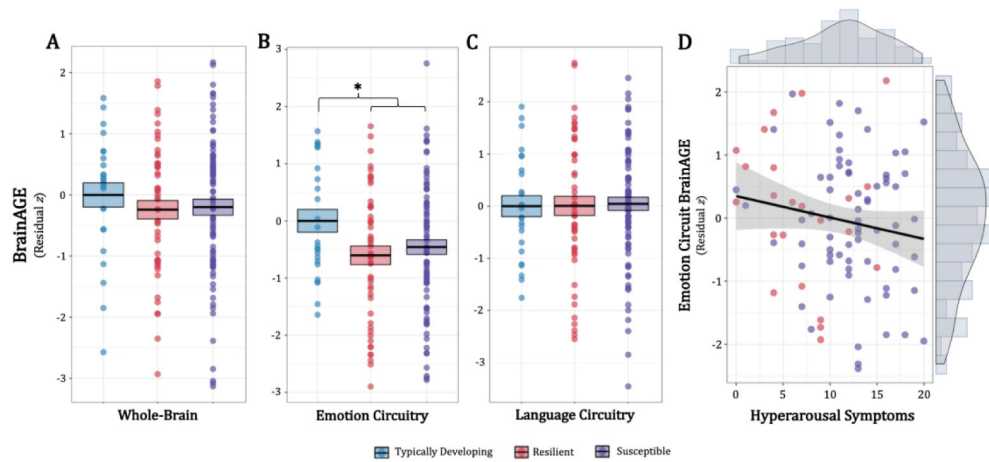 A
B
C
D
BrainAGE
(Residual z)
2
1
0
-1
-2
-3
Whole-Brain
3
2
1
0
-1
-2
-3
*
Emotion Circuitry
2
1
0
-1
-2
-3
Language Circuitry
Emotion Circuit BrainAGE
(Residual z)
2
1
0
-1
-2
0 5 10 15 20
Hyperarousal Symptoms
Typically Developing Resilient Susceptible